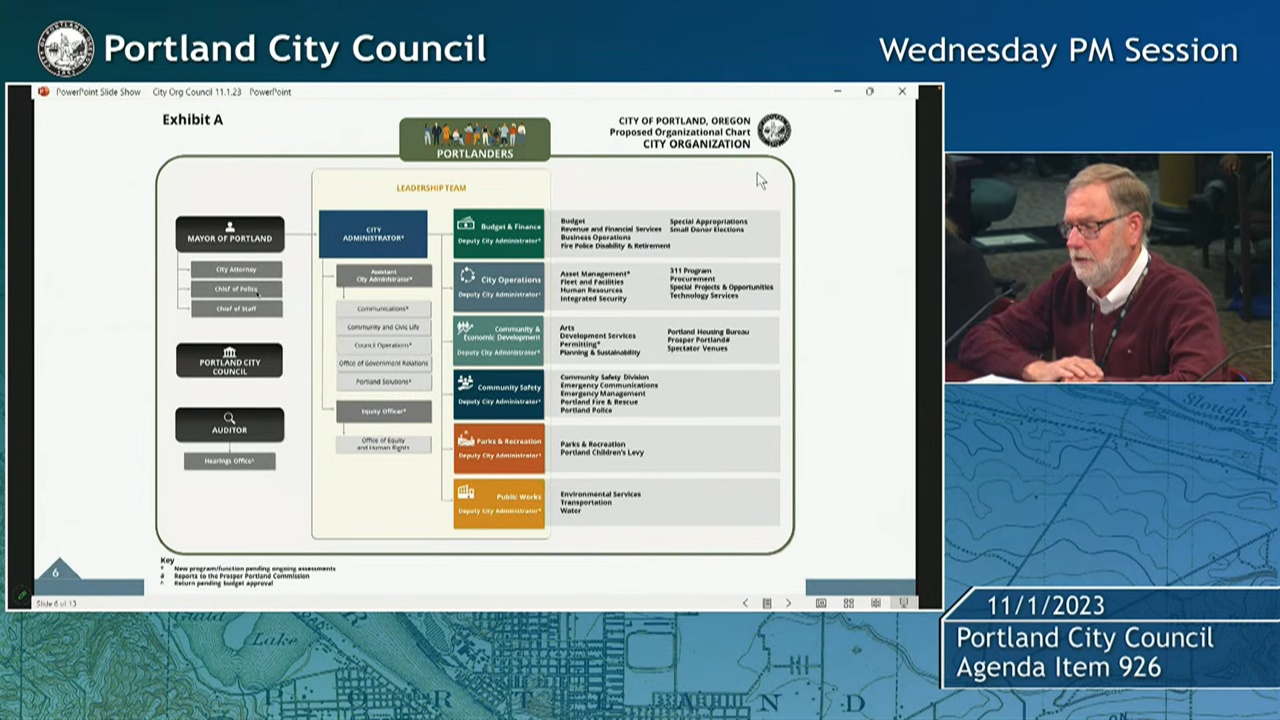 Portland City Council
Wednesday PM Session
PowerPoint Slide Show
City Org Council 11.1.23
PowerPoint
Exhibit A
PORTLANDERS
CITY OF PORTLAND, OREGON
Proposed Organizational Chart
CITY ORGANIZATION
LEADERSHIP TEAM
MAYOR OF PORTLAND
City Attorney
Chief of Police
Chief of Staff
PORTLAND CITY
COUNCIL
AUDITOR
Hearings Office^
CITY
ADMINISTRATOR*
Assistant
City Administrator*
Communications*
Community and Civic Life
Council Operations*
Office of Government Relations
Portland Solutions*
Equity Officer*
Office of Equity
and Human Rights
Budget & Finance
Deputy City Administrator*
Budget
Revenue and Financial Services
Business Operations
Fire Police Disability & Retirement
Special Appropriations
Small Donor Elections
City Operations
Deputy City Administrator*
Asset Management*
Fleet and Facilities
Human Resources
Integrated Security
311 Program
Procurement
Special Projects & Opportunities
Technology Services
Community &
Economic Development
Deputy City Administrator*
Arts
Development Services
Permitting*
Planning & Sustainability
Portland Housing Bureau
Prosper Portland#
Spectator Venues
Community Safety
Deputy City Administrator*
Community Safety Division
Emergency Communications
Emergency Management
Portland Fire & Rescue
Portland Police
Parks & Recreation
Deputy City Administrator*
Parks & Recreation
Portland Children's Levy
Public Works
Deputy City Administrator*
Environmental Services
Transportation
Water
Key
* New program/function pending ongoing assessments
# Reports to the Prosper Portland Commission
^ Return pending budget approval
6
Slide 6 of 13
11/1/2023
Portland City Council
Agenda Item 926
Slough
Lake
R T L A N D
ON